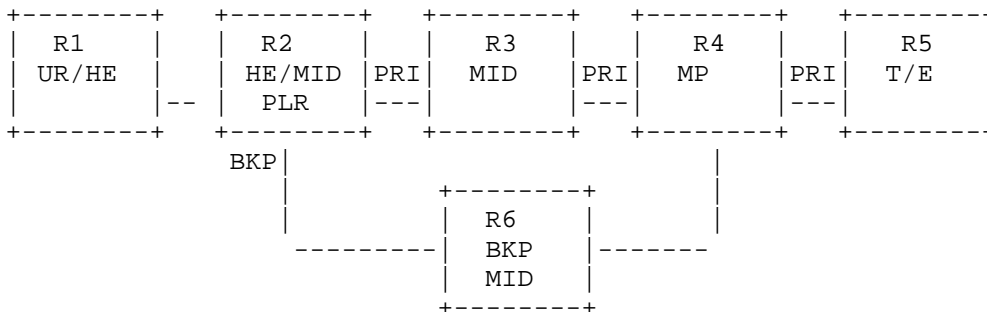 R1 R2 R3 R4 R5
UR/HE HE/MID PRI MID PRI MP PRI T/E
PLR
BKP
R6
BKP
MID